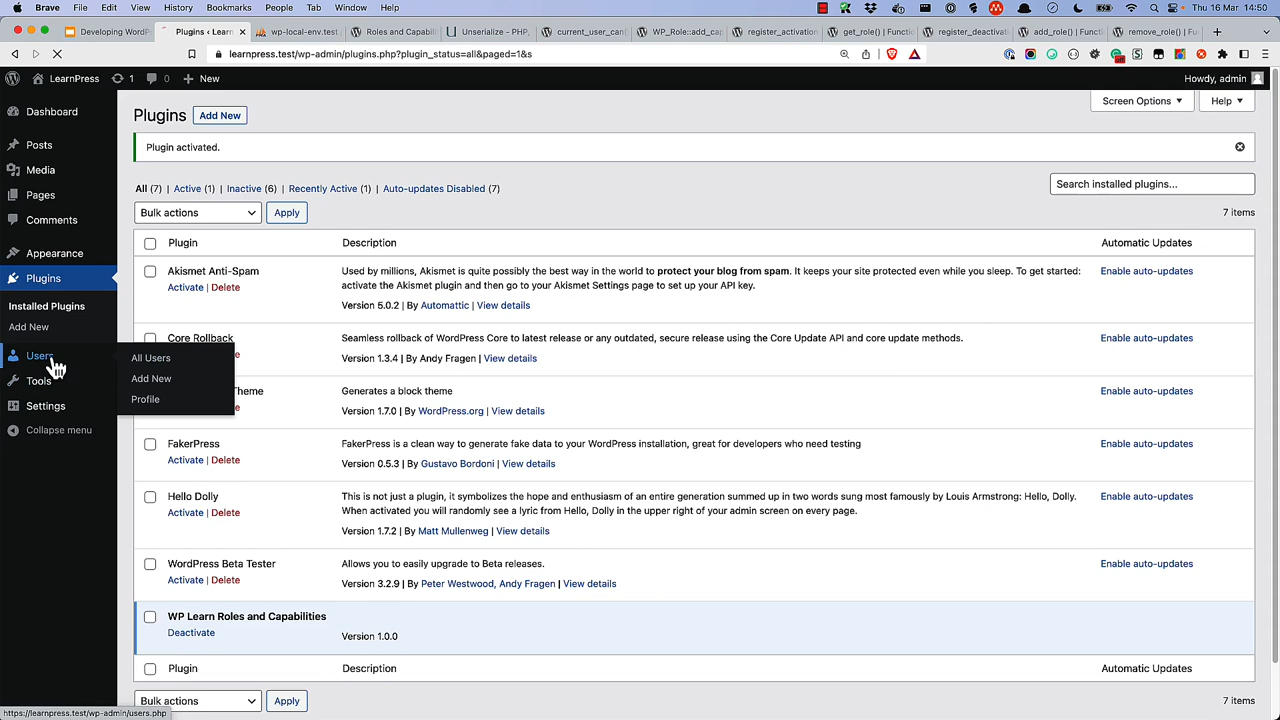 Brave File Edit View History Bookmarks People Tab Window Help Thu 16 Mar 14:50
Developing WordP Plugins ‹ Learn wp-local-env.test Roles and Capabili Unserialize - PHP, current_user_can( WP_Role::add_cap register_activation get_role() | Functi register_deactivat add_role() | Functi remove_role() | Fu
learnpress.test/wp-admin/plugins.php?plugin_status=all&paged=1&s
LearnPress 1 0 New Howdy, admin
Dashboard
Posts
Media
Pages
Comments
Appearance
Plugins
Installed Plugins
Add New
Users
Tools
Settings
Collapse menu
All Users
Add New
Profile
Plugins Add New
Screen Options Help
Plugin activated.
All (7) | Active (1) | Inactive (6) | Recently Active (1) | Auto-updates Disabled (7)
Search installed plugins...
Bulk actions Apply 7 items
Plugin Description Automatic Updates
Akismet Anti-Spam Used by millions, Akismet is quite possibly the best way in the world to protect your blog from spam. It keeps your site protected even while you sleep. To get started: Enable auto-updates
Activate | Delete activate the Akismet plugin and then go to your Akismet Settings page to set up your API key.
Version 5.0.2 | By Automattic | View details
Core Rollback Seamless rollback of WordPress Core to latest release or any outdated, secure release using the Core Update API and core update methods. Enable auto-updates
Version 1.3.4 | By Andy Fragen | View details
Theme Generates a block theme Enable auto-updates
Version 1.7.0 | By WordPress.org | View details
FakerPress FakerPress is a clean way to generate fake data to your WordPress installation, great for developers who need testing Enable auto-updates
Activate | Delete Version 0.5.3 | By Gustavo Bordoni | View details
Hello Dolly This is not just a plugin, it symbolizes the hope and enthusiasm of an entire generation summed up in two words sung most famously by Louis Armstrong: Hello, Dolly. Enable auto-updates
Activate | Delete When activated you will randomly see a lyric from Hello, Dolly in the upper right of your admin screen on every page.
Version 1.7.2 | By Matt Mullenweg | View details
WordPress Beta Tester Allows you to easily upgrade to Beta releases. Enable auto-updates
Activate | Delete Version 3.2.9 | By Peter Westwood, Andy Fragen | View details
WP Learn Roles and Capabilities
Deactivate Version 1.0.0
Plugin Description Automatic Updates
Bulk actions Apply 7 items
https://learnpress.test/wp-admin/users.php